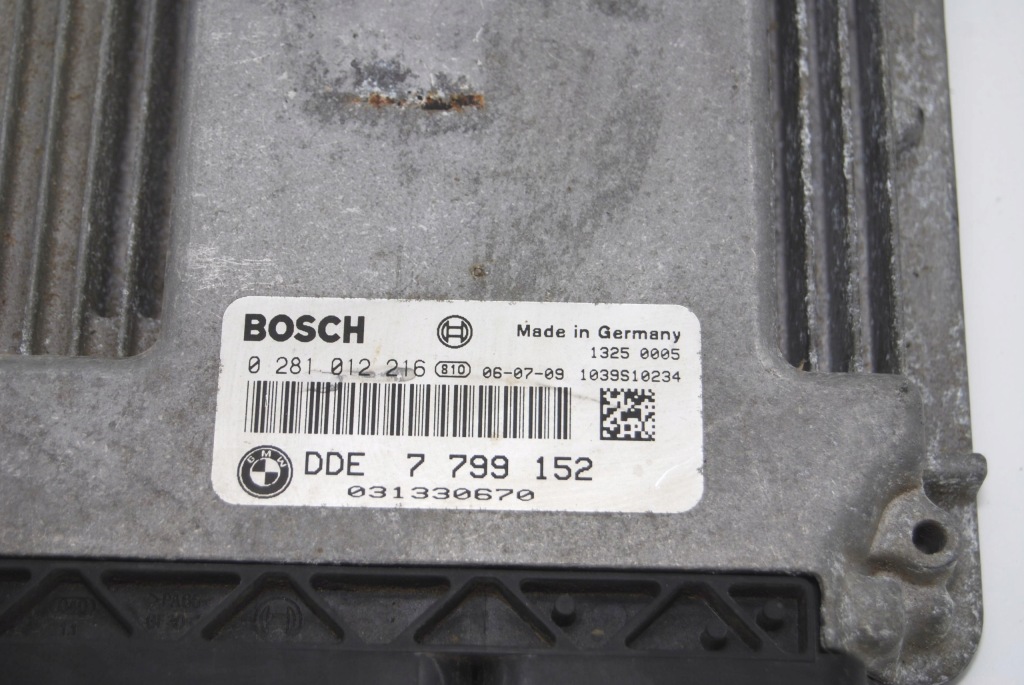 BOSCH
Made in Germany
1325 0005
0 281 012 216 810 06-07-09 1039S10234
BMW
DDE 7 799 152
031330670